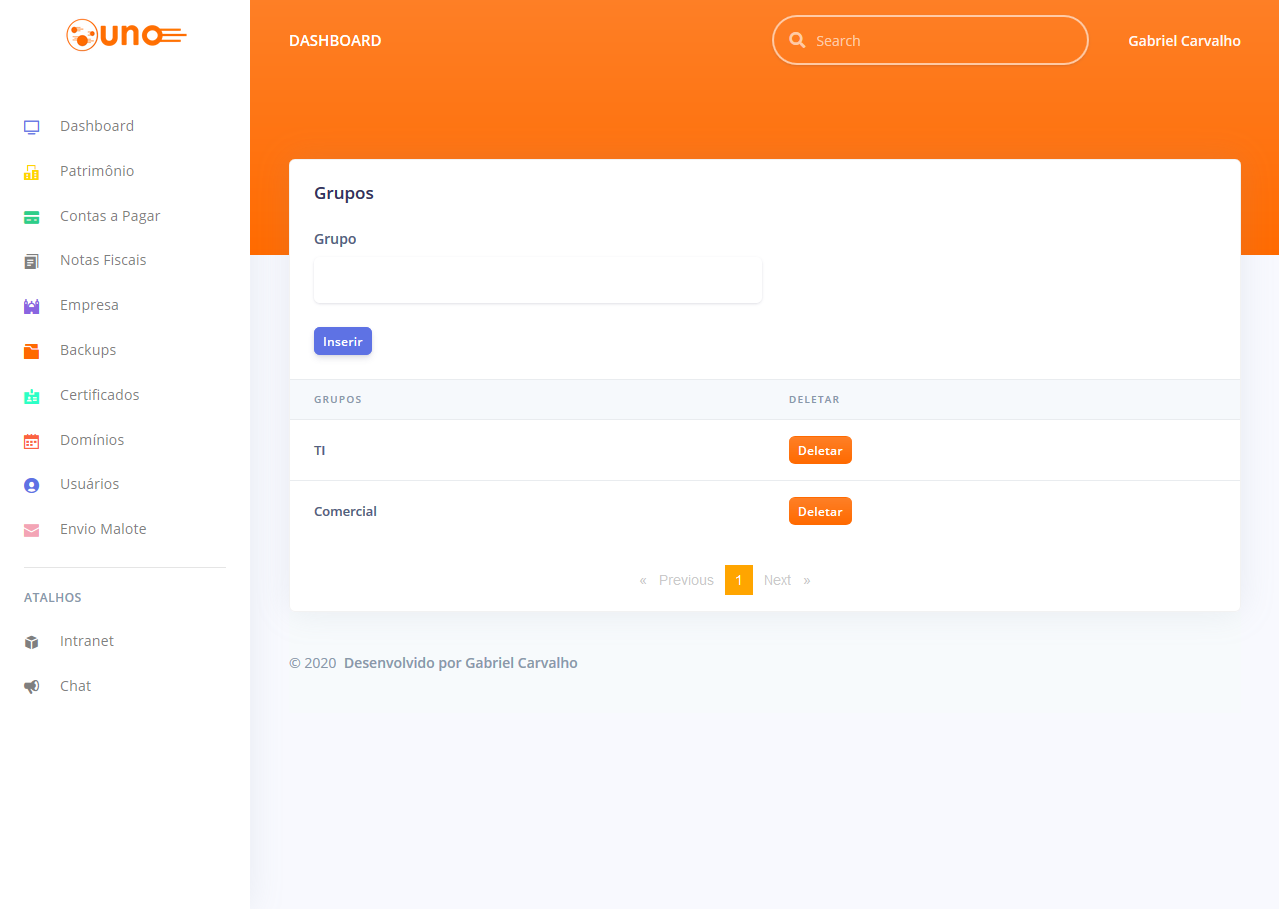 uno
DASHBOARD
Search
Gabriel Carvalho
Dashboard
Patrimônio
Contas a Pagar
Notas Fiscais
Empresa
Backups
Certificados
Domínios
Usuários
Envio Malote
ATALHOS
Intranet
Chat
Grupos
Grupo
Inserir
GRUPOS DELETAR
TI Deletar
Comercial Deletar
« Previous 1 Next »
© 2020 Desenvolvido por Gabriel Carvalho